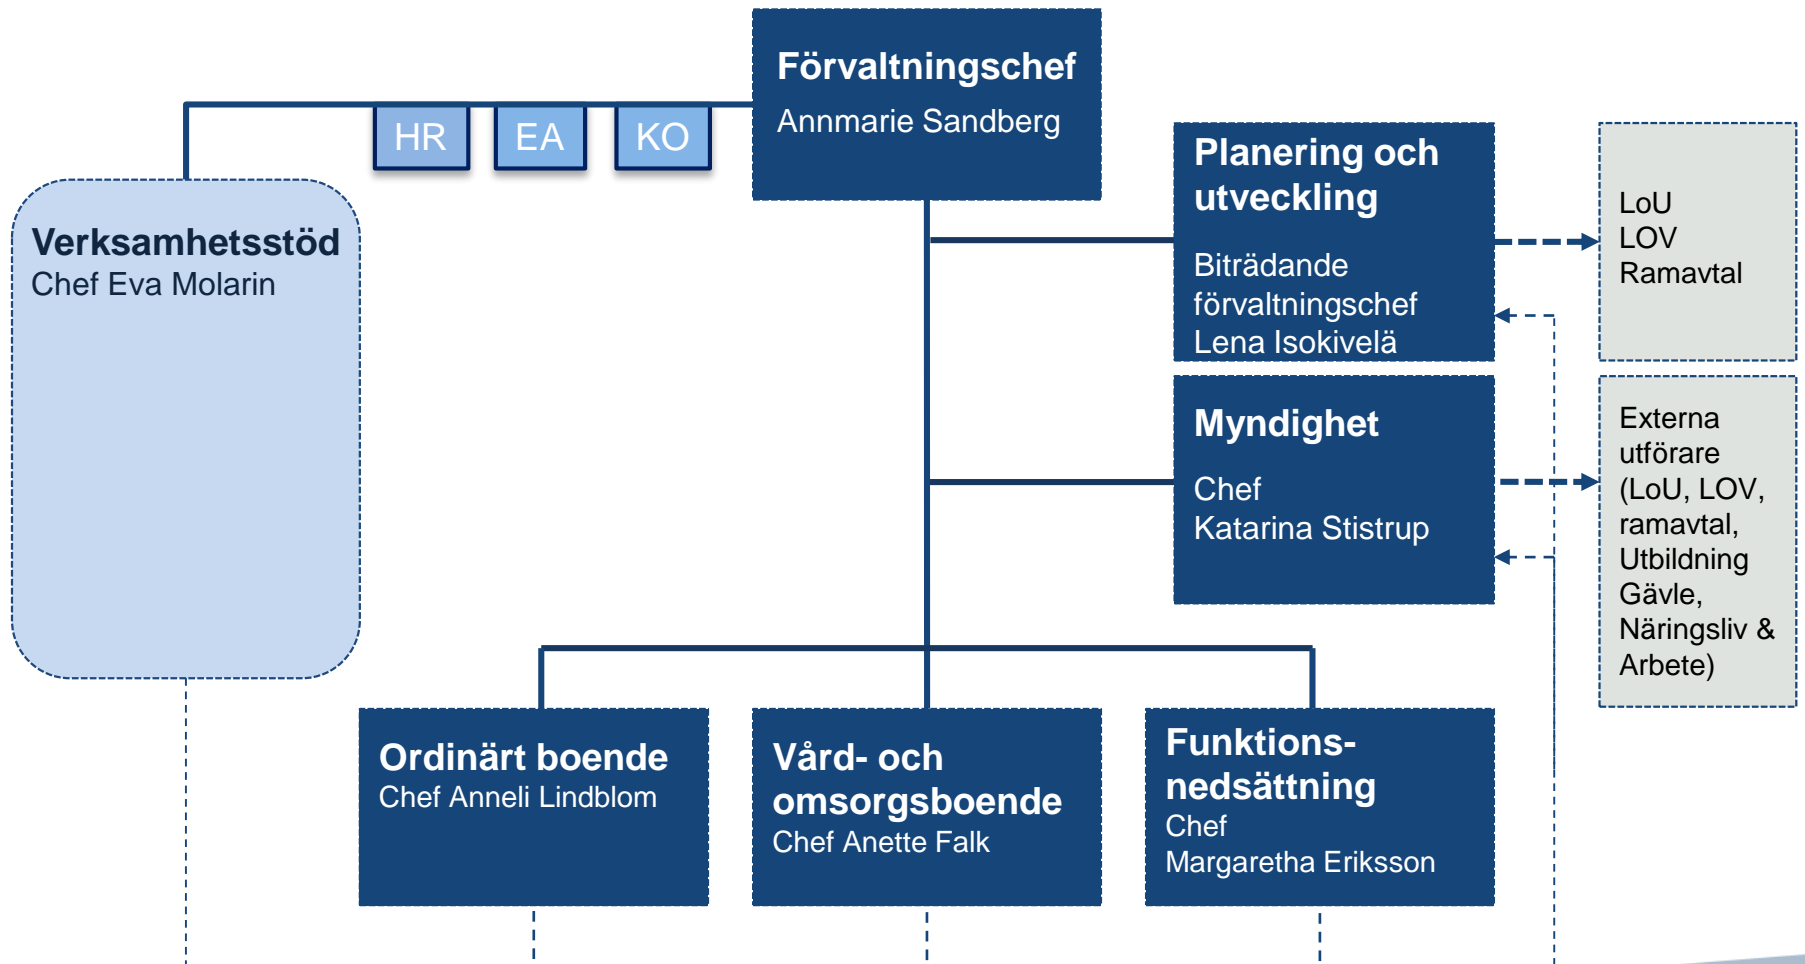 Förvaltningschef
Annmarie Sandberg
HR
EA
KO
Verksamhetsstöd
Chef Eva Molarin
Planering och
utveckling
Biträdande
förvaltningschef
Lena Isokivelä
LoU
LOV
Ramavtal
Myndighet
Chef
Katarina Stistrup
Externa
utförare
(LoU, LOV,
ramavtal,
Utbildning
Gävle,
Näringsliv &
Arbete)
Ordinärt boende
Chef Anneli Lindblom
Vård- och
omsorgsboende
Chef Anette Falk
Funktions-
nedsättning
Chef
Margaretha Eriksson